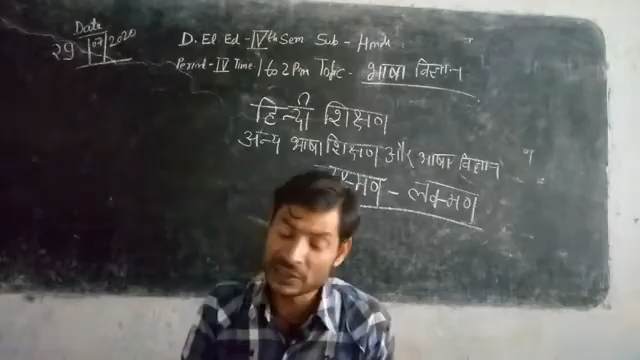 Date
29/07/2020
D. El Ed - IVth Sem Sub - Hindi
Period - IV Time 1 to 2 Pm Topic - भाषा विज्ञान
हिन्दी शिक्षण
अन्य भाषा शिक्षण और भाषा विज्ञान
- लक्ष्मण